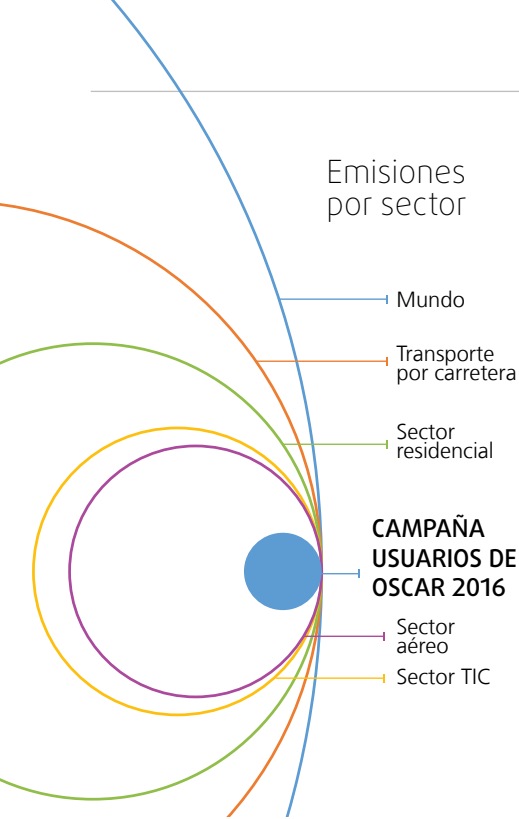 Emisiones
por sector
Mundo
Transporte
por carretera
Sector
residencial
CAMPAÑA
USUARIOS DE
OSCAR 2016
Sector
aéreo
Sector TIC